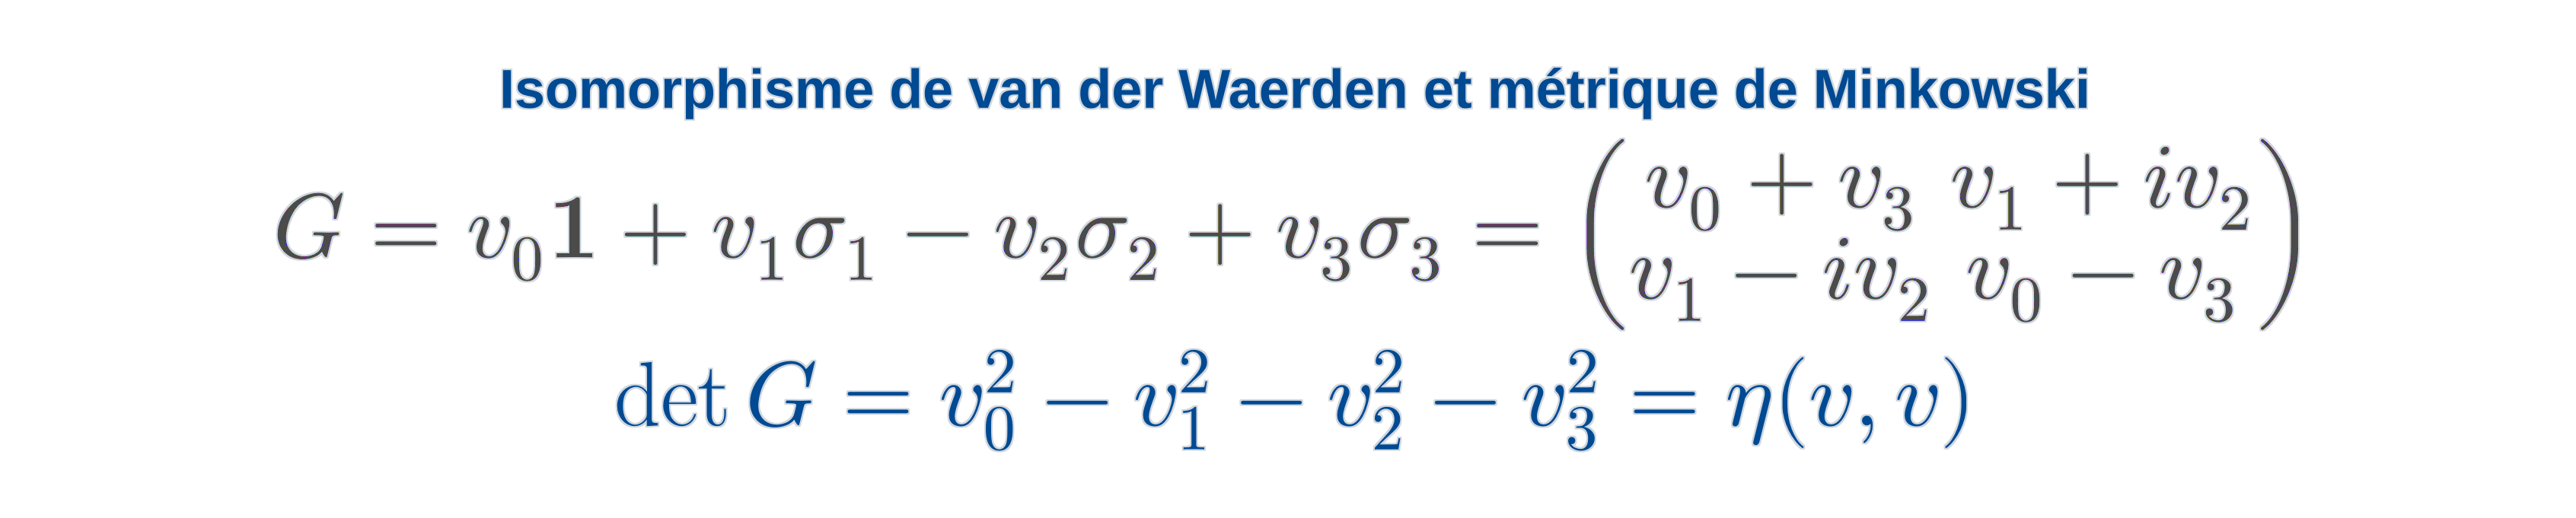 Isomorphisme de van der Waerden et métrique de Minkowski
G = v₀𝟏 + v₁σ₁ − v₂σ₂ + v₃σ₃ = ( v₀ + v₃ v₁ + iv₂
v₁ − iv₂ v₀ − v₃ )
det G = v₀² − v₁² − v₂² − v₃² = η(v, v)